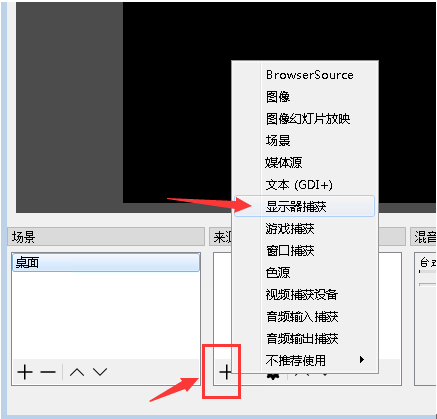 BrowserSource
图像
图像幻灯片放映
场景
媒体源
文本 (GDI+)
显示器捕获
游戏捕获
窗口捕获
色源
视频捕获设备
音频输入捕获
音频输出捕获
不推荐使用
场景
来源
混音
桌面
台式